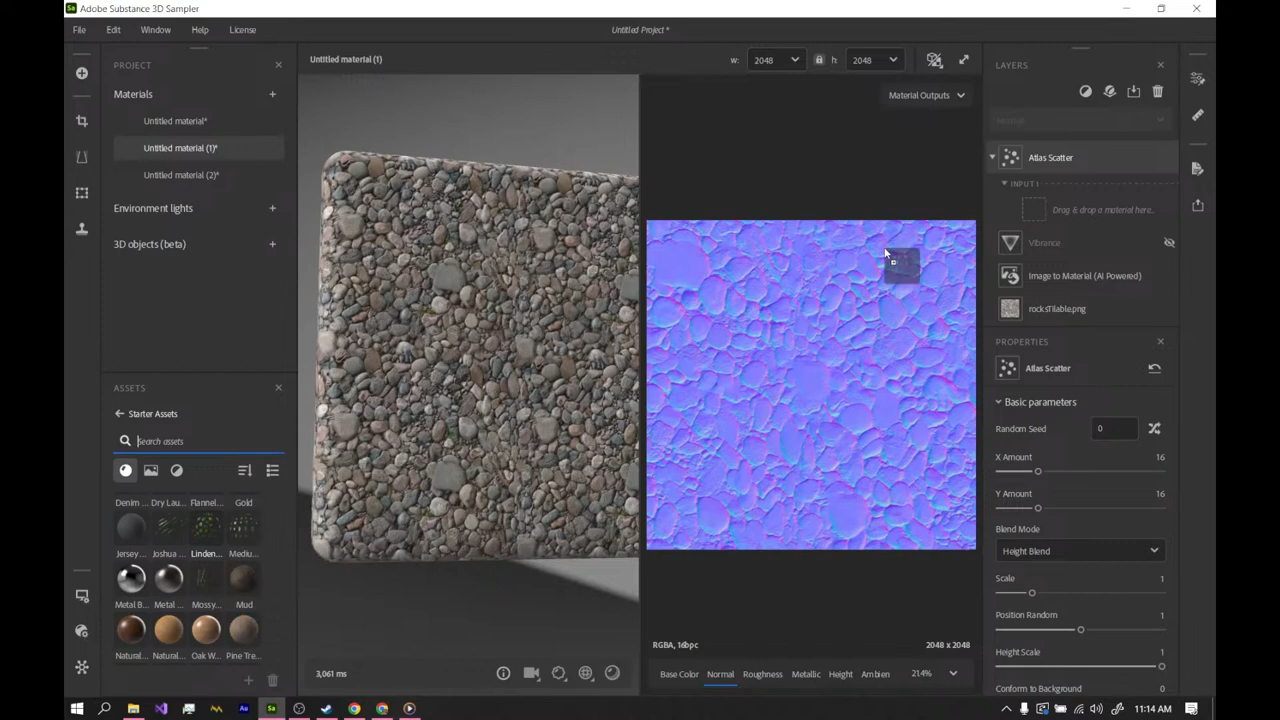 Adobe Substance 3D Sampler
File Edit Window Help License
Untitled Project *
PROJECT
Materials
Untitled material*
Untitled material (1)*
Untitled material (2)*
Environment lights
3D objects (beta)
ASSETS
Starter Assets
Search assets
Denim ... Dry Lau... Flannel... Gold
Jersey ... Joshua ... Linden... Mediu...
Metal B... Metal ... Mossy... Mud
Natural... Natural... Oak W... Pine Tre...
Untitled material (1)
w: 2048 h: 2048
Material Outputs
3,061 ms
RGBA, 16bpc 2048 x 2048
Base Color Normal Roughness Metallic Height Ambien 214%
LAYERS
Normal
Atlas Scatter
INPUT 1
Drag & drop a material here...
Vibrance
Image to Material (AI Powered)
rocksTilable.png
PROPERTIES
Atlas Scatter
Basic parameters
Random Seed 0
X Amount 16
Y Amount 16
Blend Mode
Height Blend
Scale 1
Position Random 1
Height Scale 1
Conform to Background 0
11:14 AM